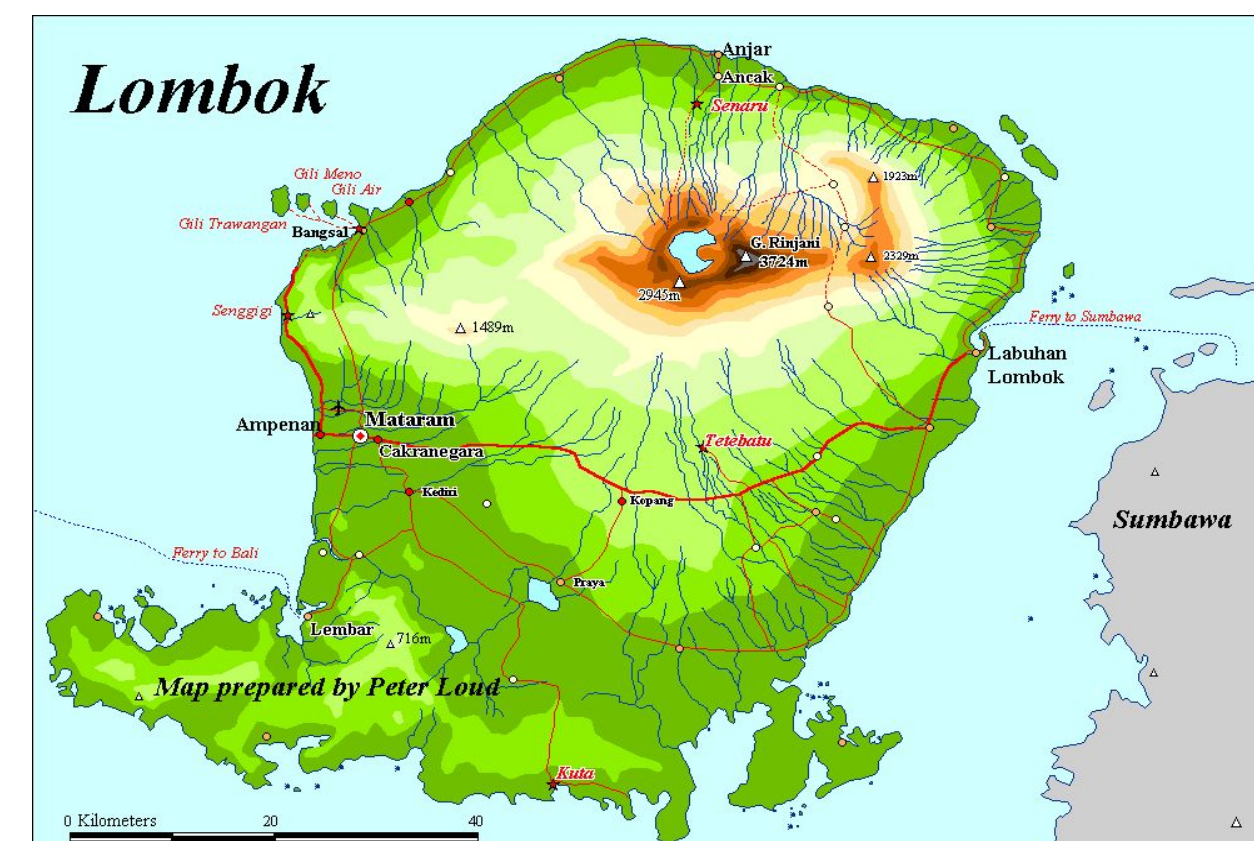 Lombok
Anjar
Ancak
Senaru
Gili Meno
Gili Air
Gili Trawangan
Bangsal
1923m
G. Rinjani
3724m
2329m
2945m
Senggigi
1489m
Ferry to Sumbawa
Labuhan
Lombok
Ampenan
Mataram
Cakranegara
Tetebatu
Kediri
Kopang
Sumbawa
Ferry to Bali
Praya
Lembar
716m
Map prepared by Peter Loud
Kuta
0 Kilometers 20 40